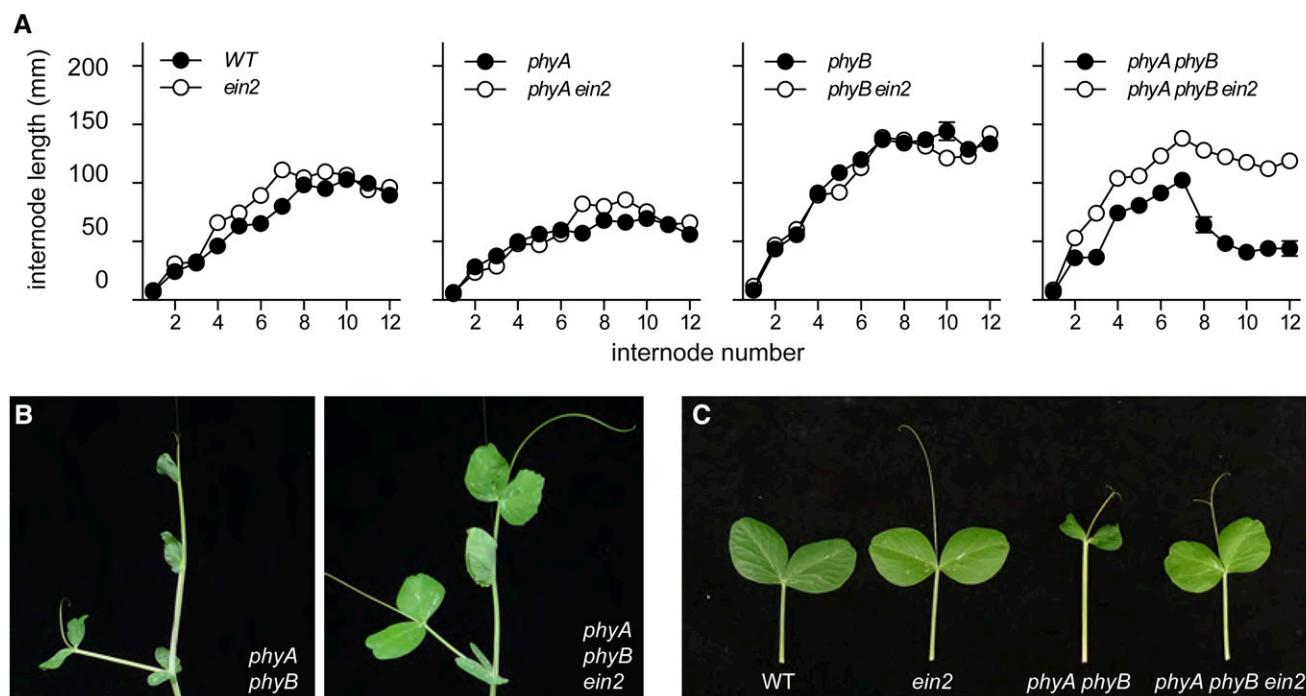 A
internode length (mm)
200
150
100
50
0
WT
ein2
phyA
phyA ein2
phyB
phyB ein2
phyA phyB
phyA phyB ein2
2 4 6 8 10 12
2 4 6 8 10 12
2 4 6 8 10 12
2 4 6 8 10 12
internode number
B
phyA
phyB
phyA
phyB
ein2
C
WT
ein2
phyA phyB
phyA phyB ein2